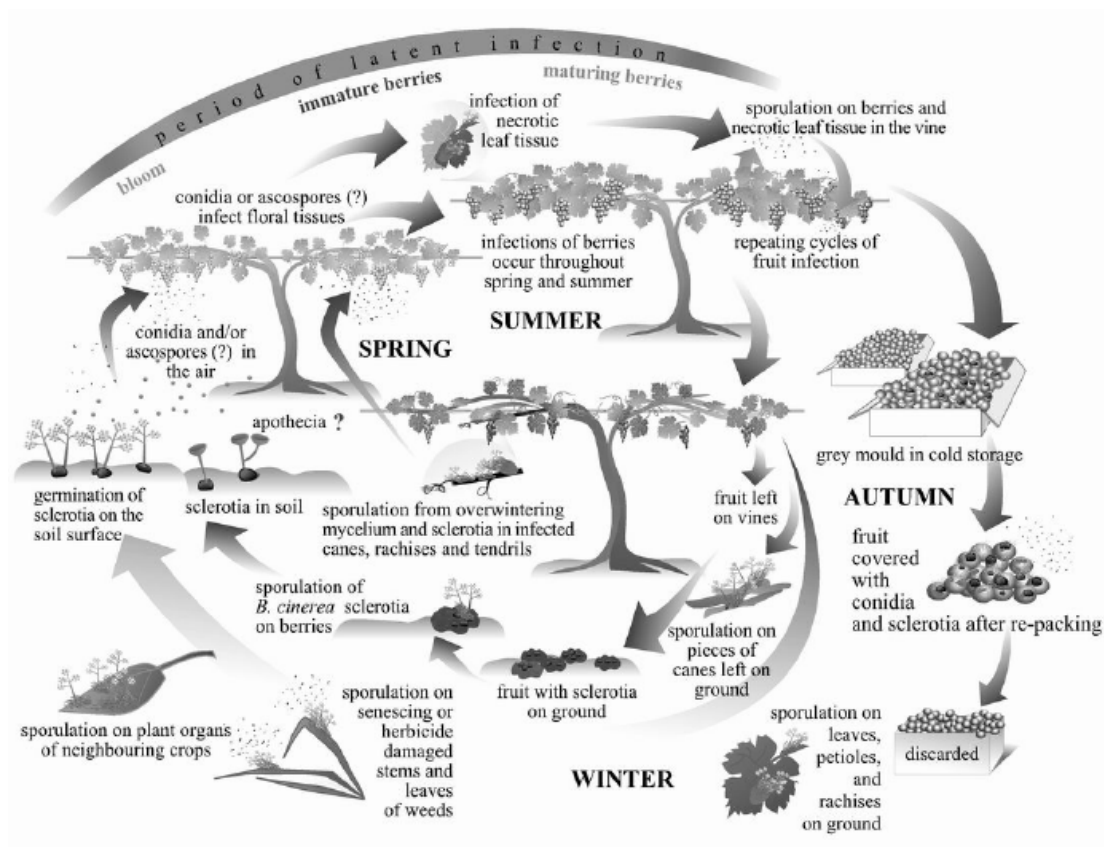 period of latent infection
bloom
immature berries
maturing berries
infection of
necrotic
leaf tissue
sporulation on berries and
necrotic leaf tissue in the vine
conidia or ascospores (?)
infect floral tissues
infections of berries
occur throughout
spring and summer
repeating cycles of
fruit infection
SUMMER
SPRING
conidia and/or
ascospores (?) in
the air
apothecia ?
germination of
sclerotia on the
soil surface
sclerotia in soil
sporulation from overwintering
mycelium and sclerotia in infected
canes, rachises and tendrils
fruit left
on vines
grey mould in cold storage
AUTUMN
fruit
covered
with
conidia
and sclerotia after re-packing
sporulation of
B. cinerea sclerotia
on berries
sporulation on
pieces of
canes left on
ground
fruit with sclerotia
on ground
sporulation on plant organs
of neighbouring crops
sporulation on
senescing or
herbicide
damaged
stems and
leaves
of weeds
WINTER
sporulation on
leaves,
petioles,
and
rachises
on ground
discarded